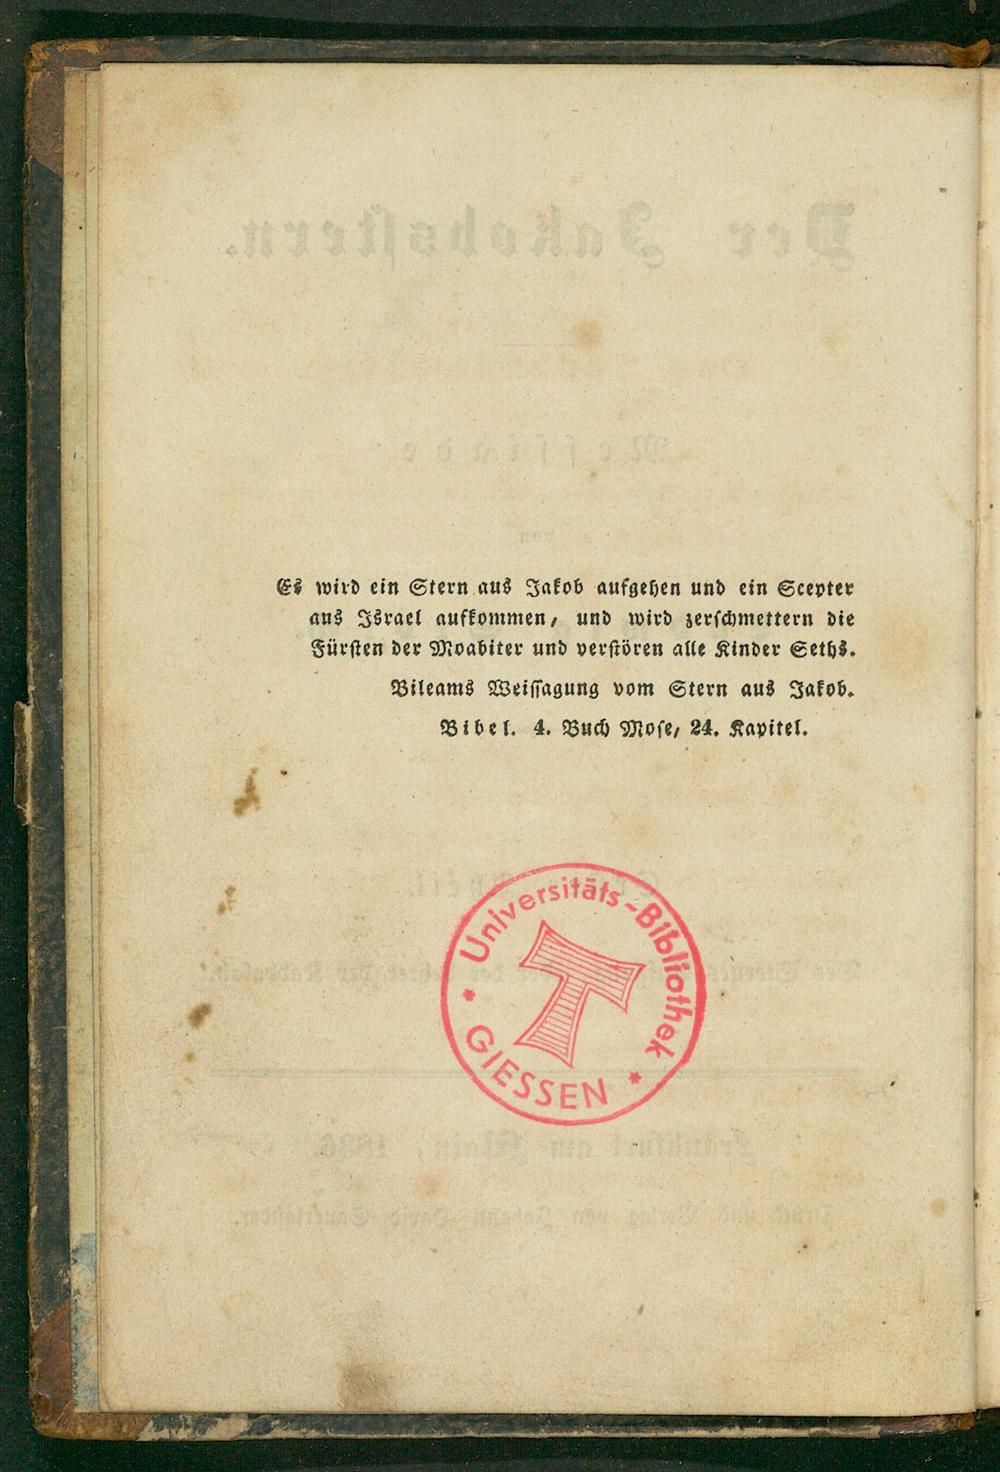 Es wird ein Stern aus Jakob aufgehen und ein Scepter
aus Israel aufkommen, und wird zerschmettern die
Fürsten der Moabiter und verstören alle Kinder Seths.
Bileams Weissagung vom Stern aus Jakob.
Bibel. 4. Buch Mose, 24. Kapitel.
Universitäts-Bibliothek
* GIESSEN *